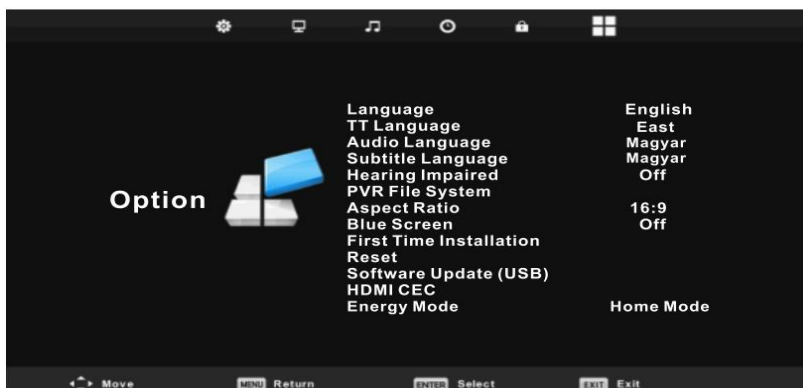 Option
Language English
TT Language East
Audio Language Magyar
Subtitle Language Magyar
Hearing Impaired Off
PVR File System
Aspect Ratio 16:9
Blue Screen Off
First Time Installation
Reset
Software Update (USB)
HDMI CEC
Energy Mode Home Mode
Move MENU Return ENTER Select EXIT Exit